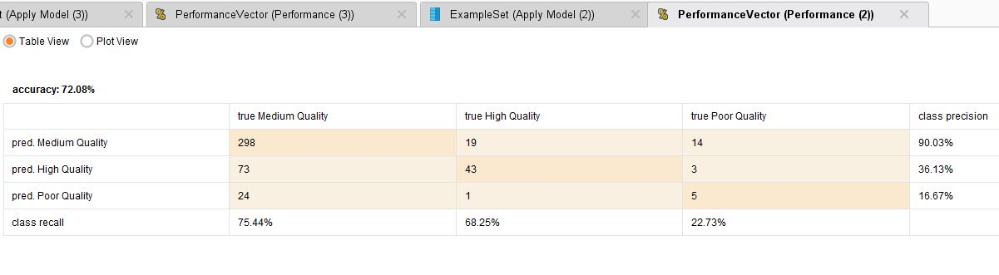 t (Apply Model (3)) PerformanceVector (Performance (3)) ExampleSet (Apply Model (2)) PerformanceVector (Performance (2))
Table View Plot View
accuracy: 72.08%
true Medium Quality true High Quality true Poor Quality class precision
pred. Medium Quality 298 19 14 90.03%
pred. High Quality 73 43 3 36.13%
pred. Poor Quality 24 1 5 16.67%
class recall 75.44% 68.25% 22.73%